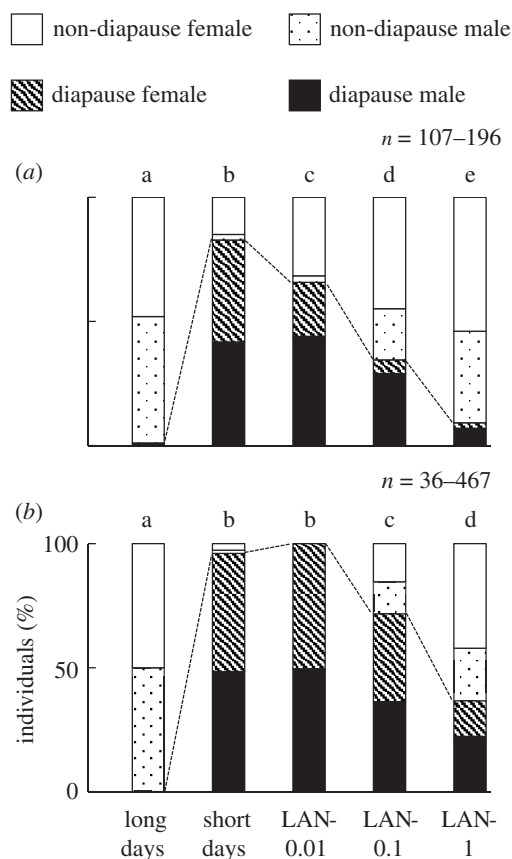 non-diapause female non-diapause male
diapause female diapause male
n = 107–196
(a) a b c d e
n = 36–467
(b) a b b c d
100
50
0
individuals (%)
long short LAN- LAN- LAN-
days days 0.01 0.1 1